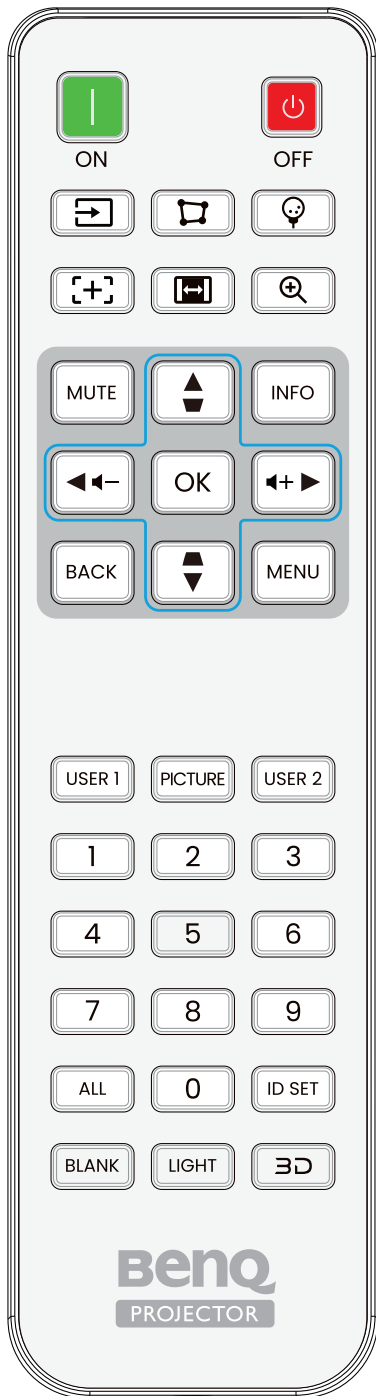 ON OFF
MUTE INFO
OK
BACK MENU
USER 1 PICTURE USER 2
1 2 3
4 5 6
7 8 9
ALL 0 ID SET
BLANK LIGHT 3D
BenQ
PROJECTOR